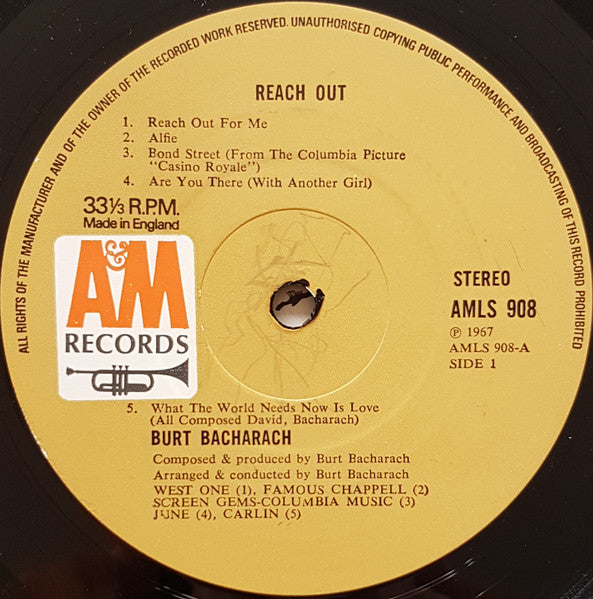 ALL RIGHTS OF THE MANUFACTURER AND OF THE OWNER OF THE RECORDED WORK RESERVED. UNAUTHORISED COPYING PUBLIC PERFORMANCE AND BROADCASTING OF THIS RECORD PROHIBITED
REACH OUT
1. Reach Out For Me
2. Alfie
3. Bond Street (From The Columbia Picture
"Casino Royale")
4. Are You There (With Another Girl)
33⅓ R.P.M.
Made in England
A&M
RECORDS
STEREO
AMLS 908
℗ 1967
AMLS 908-A
SIDE 1
5. What The World Needs Now Is Love
(All Composed David, Bacharach)
BURT BACHARACH
Composed & produced by Burt Bacharach
Arranged & conducted by Burt Bacharach
WEST ONE (1), FAMOUS CHAPPELL (2)
SCREEN GEMS-COLUMBIA MUSIC (3)
JUNE (4), CARLIN (5)